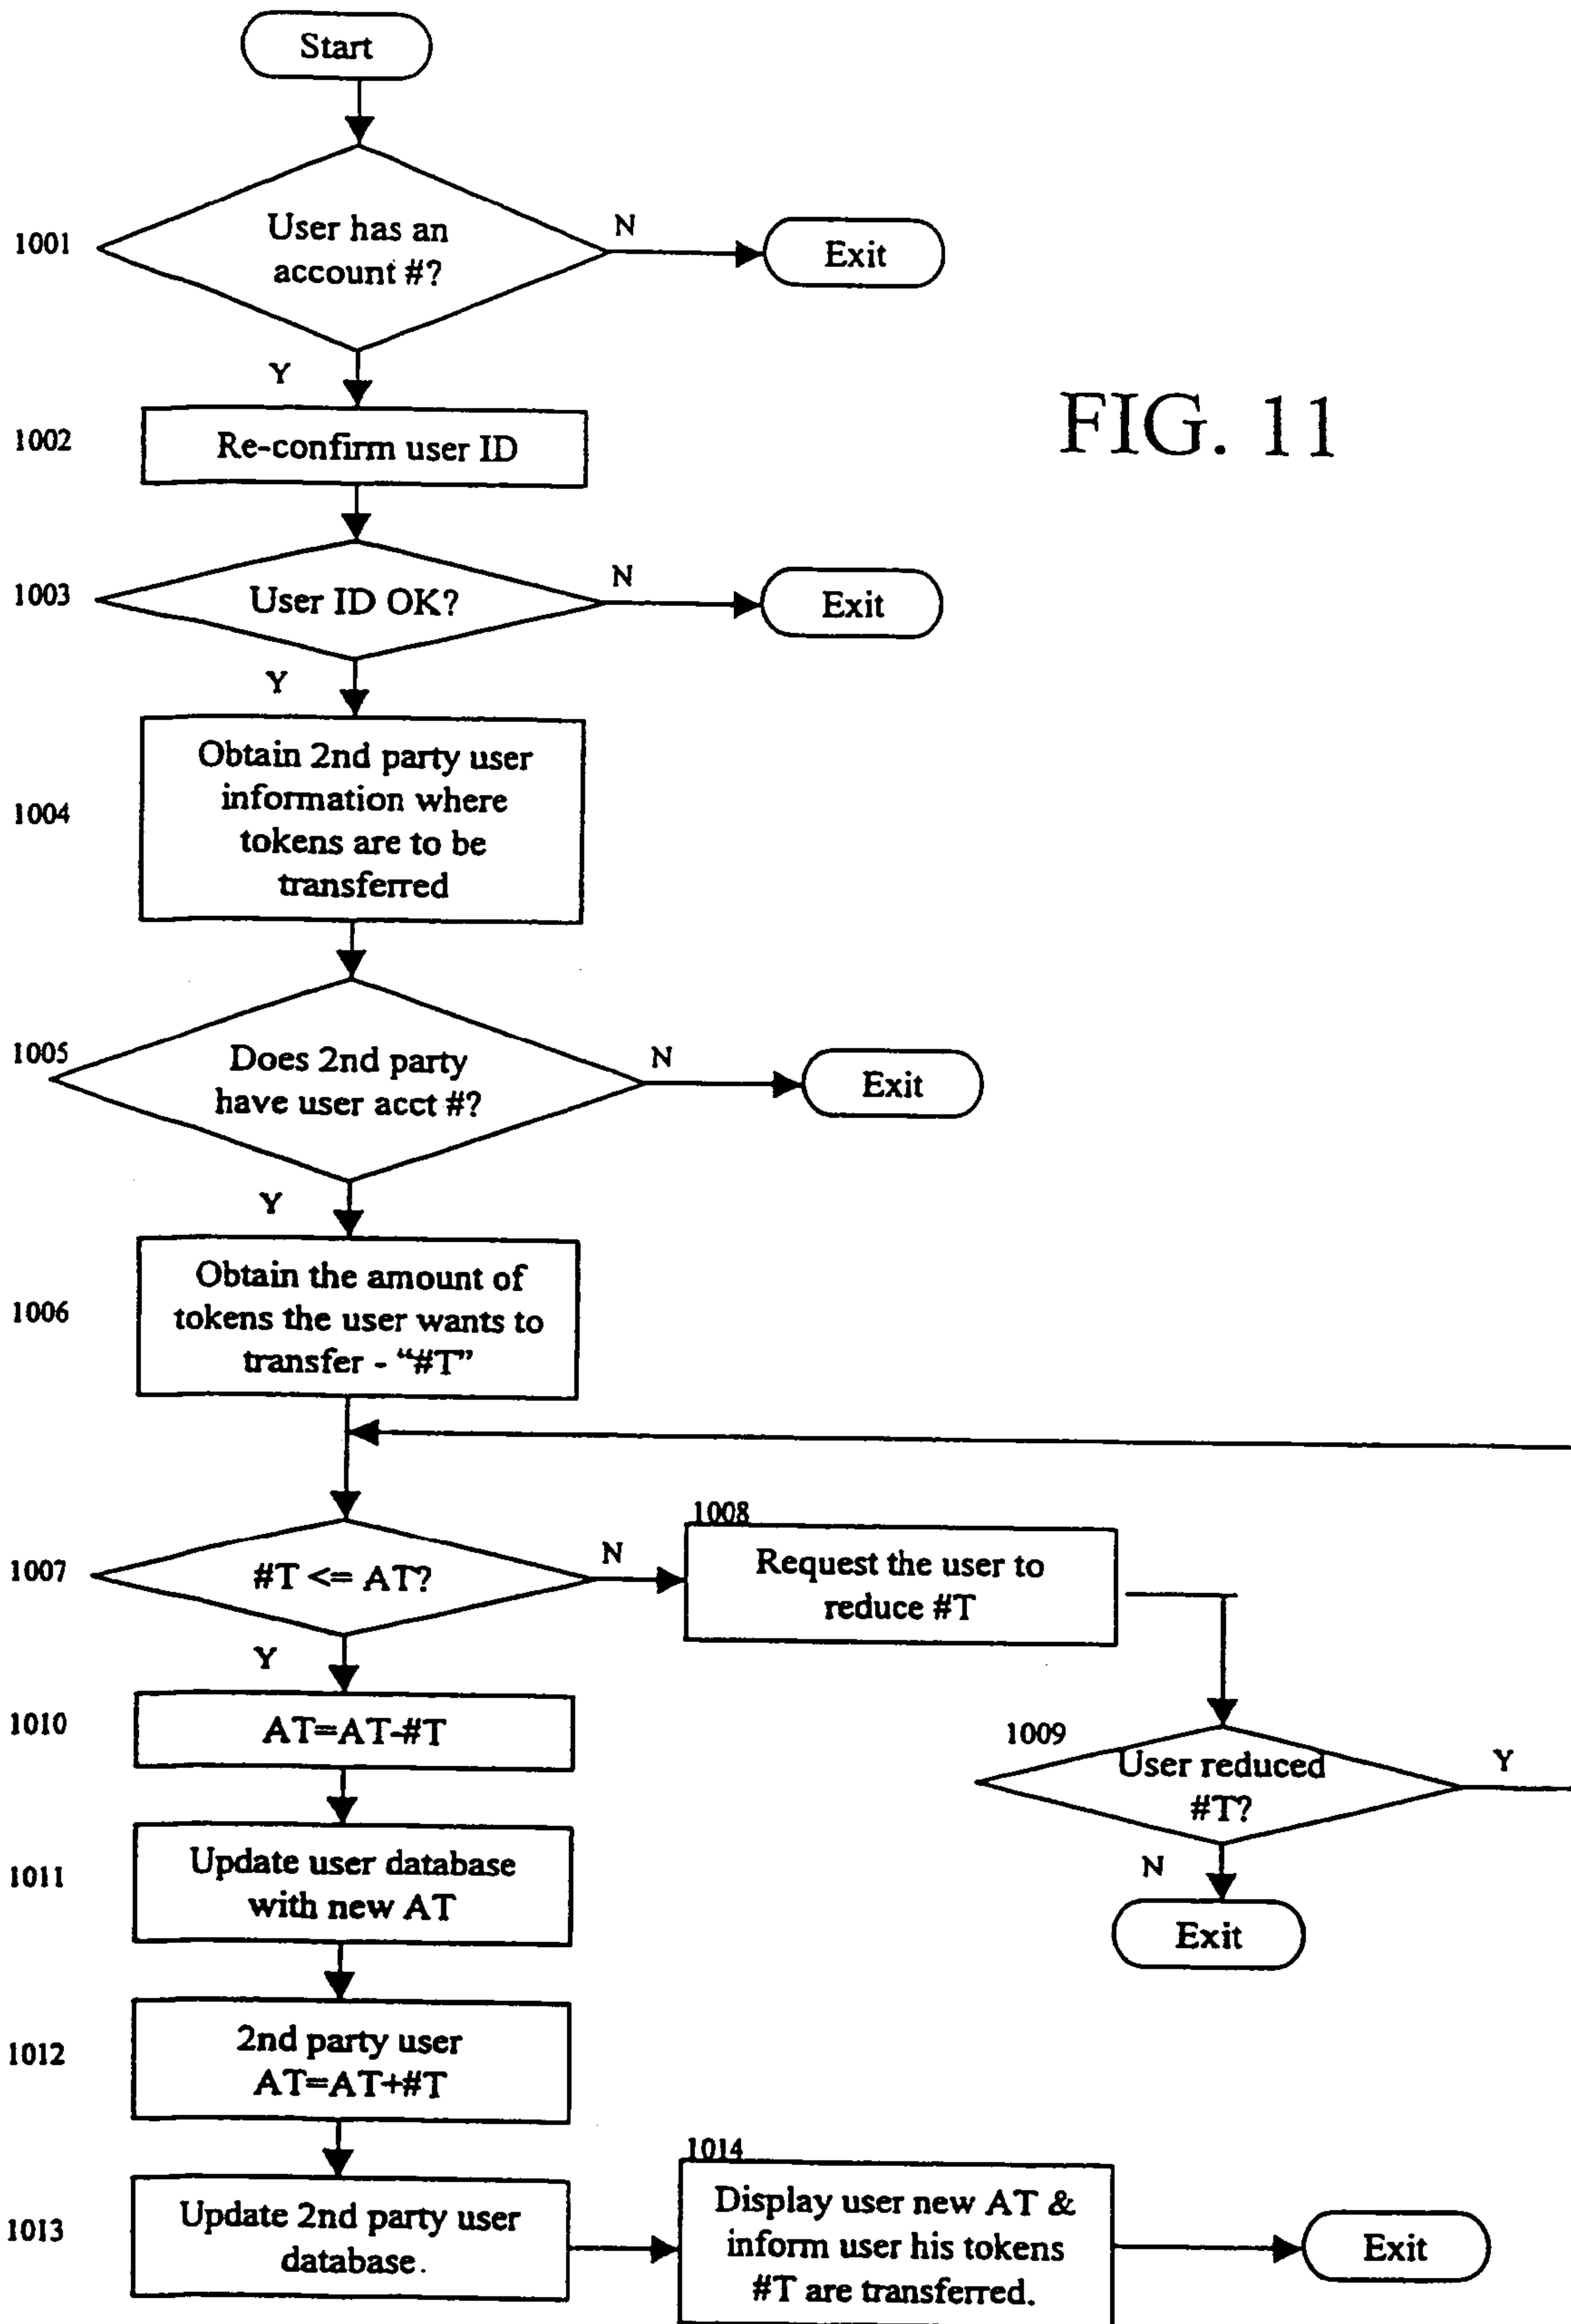 Start
1001
User has an
account #?
N
Exit
Y
1002
Re-confirm user ID
FIG. 11
1003
User ID OK?
N
Exit
Y
1004
Obtain 2nd party user
information where
tokens are to be
transferred
1005
Does 2nd party
have user acct #?
N
Exit
Y
1006
Obtain the amount of
tokens the user wants to
transfer - “#T”
1007
#T <= AT?
N
1008
Request the user to
reduce #T
Y
1010
AT=AT-#T
1009
User reduced
#T?
Y
N
Exit
1011
Update user database
with new AT
1012
2nd party user
AT=AT+#T
1013
Update 2nd party user
database.
1014
Display user new AT &
inform user his tokens
#T are transferred.
Exit